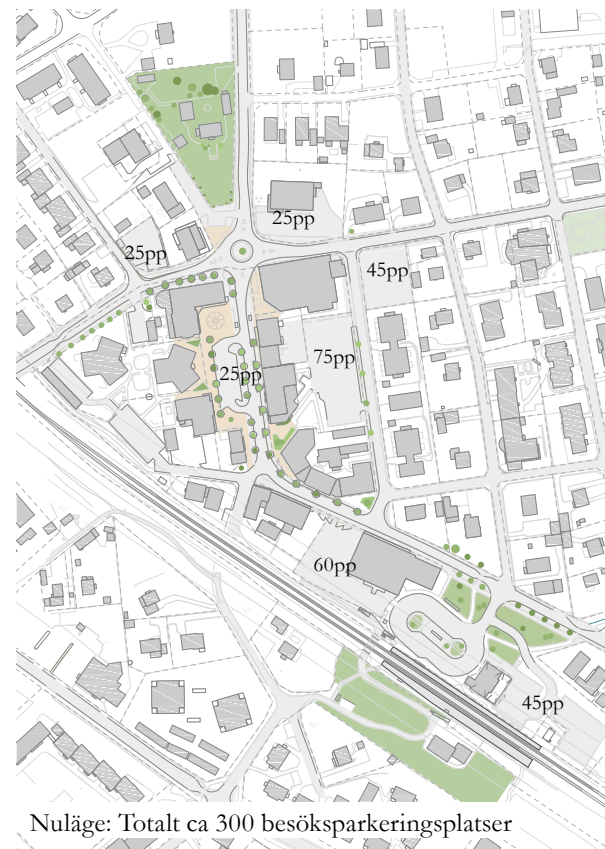 25pp
25pp
45pp
75pp
25pp
60pp
45pp
Nuläge: Totalt ca 300 besöksparkeringsplatser